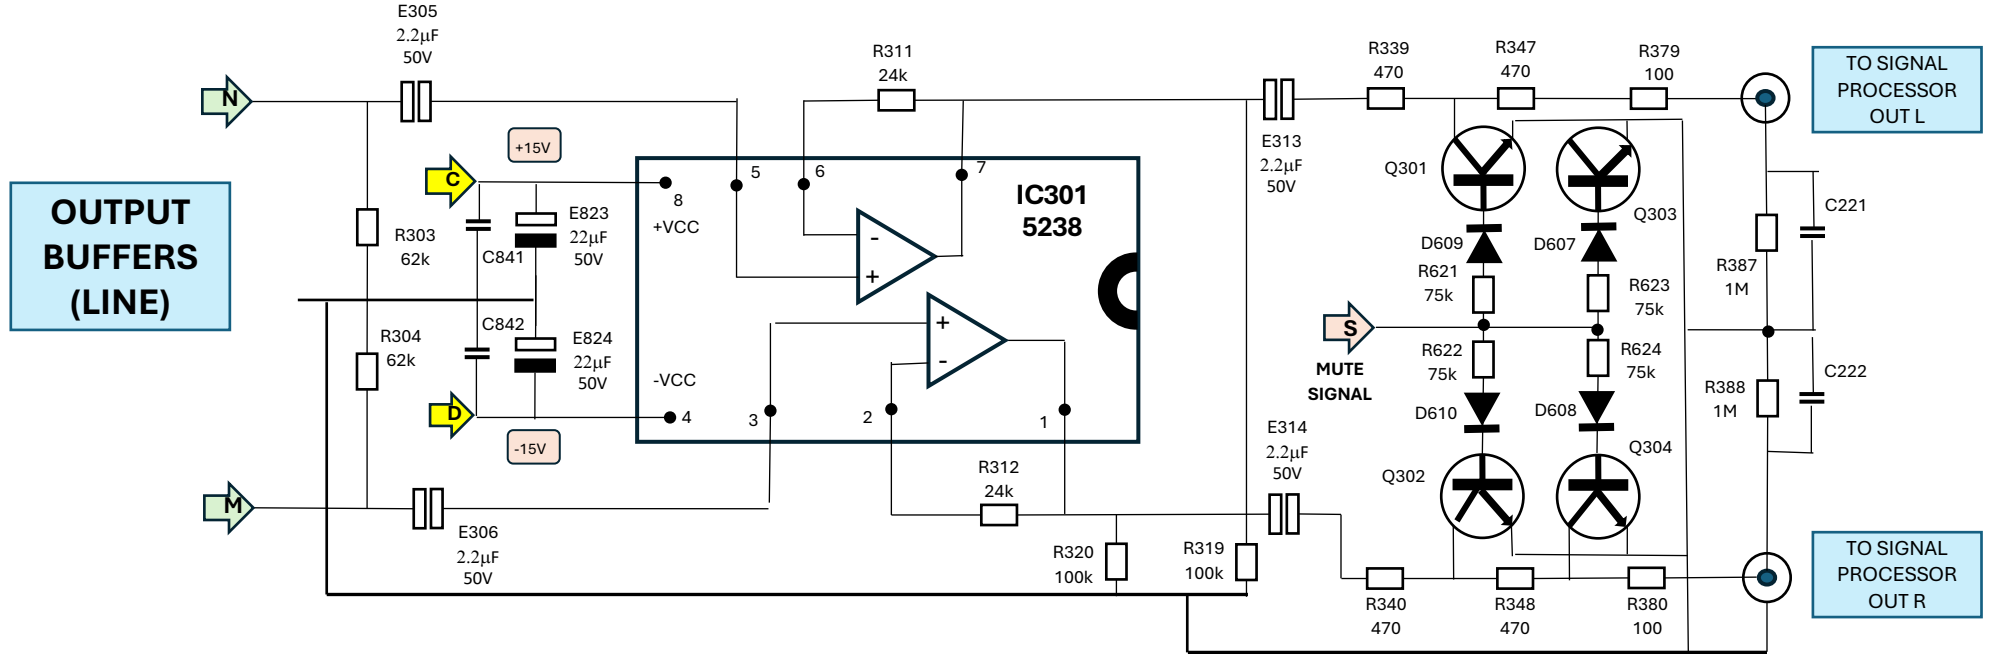 E305
2.2µF
50V
R311
24k
R339
470
R347
470
R379
100
TO SIGNAL
PROCESSOR
OUT L
N
+15V
E313
2.2µF
50V
C
5
6
7
8
+VCC
IC301
5238
Q301
Q303
OUTPUT
BUFFERS
(LINE)
R303
62k
C841
E823
22µF
50V
-
+
D609
D607
R621
75k
R623
75k
R387
1M
C221
R304
62k
C842
E824
22µF
50V
+
-
S
MUTE
SIGNAL
R622
75k
R624
75k
R388
1M
C222
-VCC
D
4
3
2
1
-15V
D610
D608
E314
2.2µF
50V
Q302
Q304
M
E306
2.2µF
50V
R312
24k
R320
100k
R319
100k
R340
470
R348
470
R380
100
TO SIGNAL
PROCESSOR
OUT R